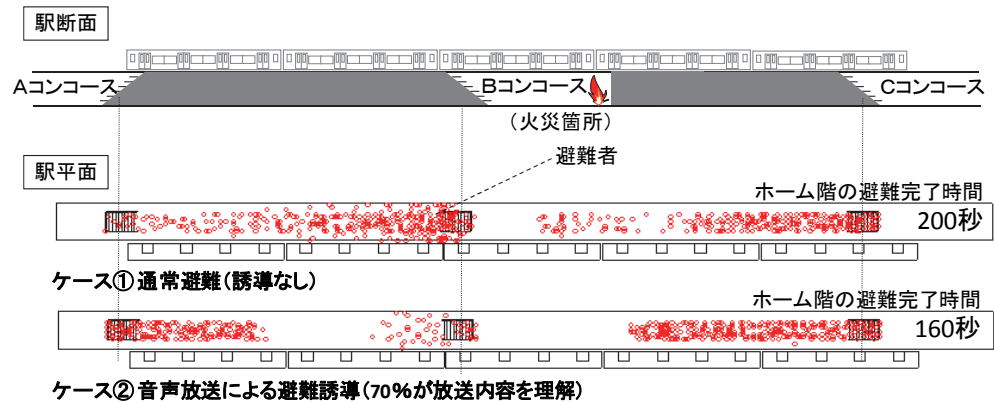 駅断面
Aコンコース
Bコンコース
Cコンコース
(火災箇所)
避難者
駅平面
ホーム階の避難完了時間
200秒
ケース① 通常避難(誘導なし)
ホーム階の避難完了時間
160秒
ケース② 音声放送による避難誘導(70%が放送内容を理解)